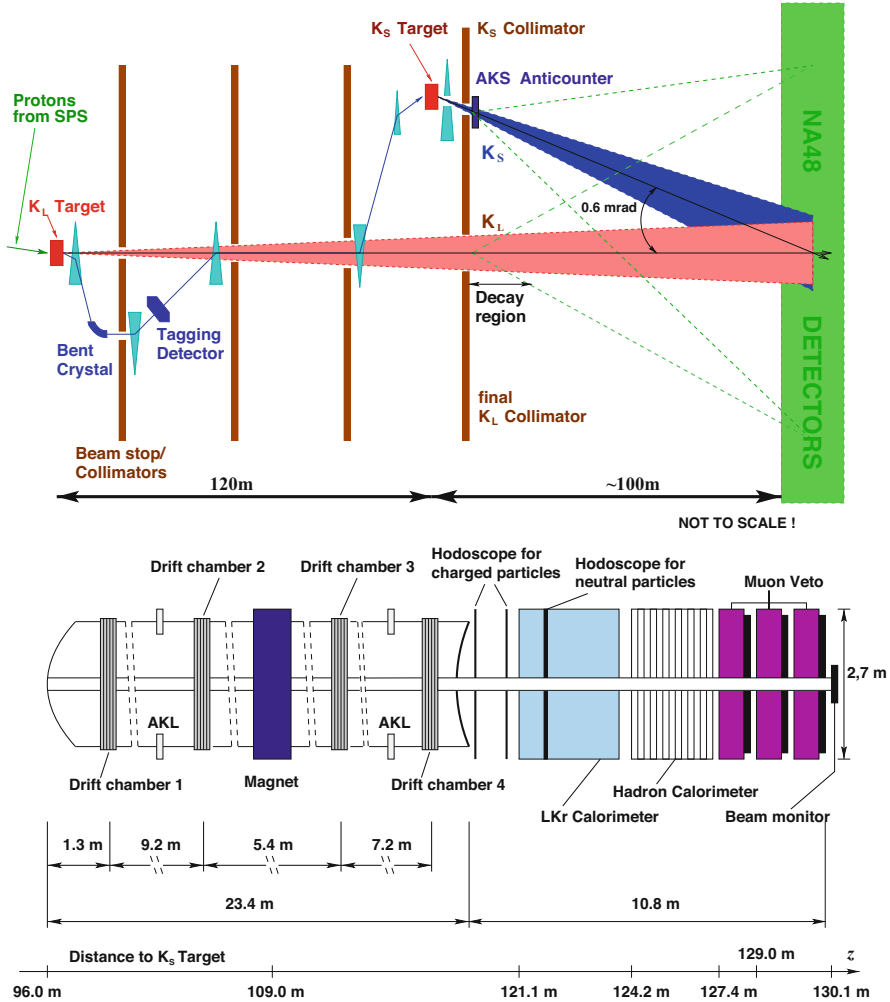 K_S Target
K_S Collimator
AKS Anticounter
Protons
from SPS
K_S
NA48
K_L Target
K_L
0.6 mrad
Decay
region
Tagging
Detector
Bent
Crystal
DETECTORS
final
K_L Collimator
Beam stop/
Collimators
120m
~100m
NOT TO SCALE !
Drift chamber 2
Drift chamber 3
Hodoscope for
charged particles
Hodoscope for
neutral particles
Muon Veto
2,7 m
AKL
AKL
Drift chamber 1
Magnet
Drift chamber 4
Hadron Calorimeter
LKr Calorimeter
Beam monitor
1.3 m
9.2 m
5.4 m
7.2 m
23.4 m
10.8 m
Distance to K_S Target
129.0 m
z
96.0 m
109.0 m
121.1 m
124.2 m
127.4 m
130.1 m